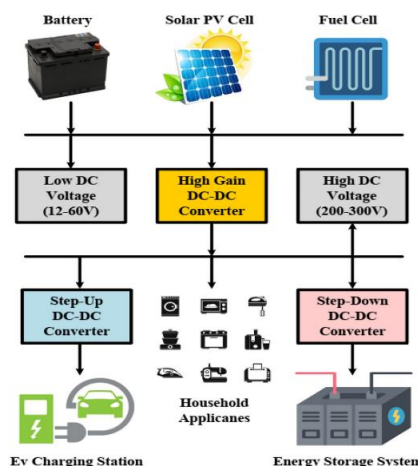 Battery
Solar PV Cell
Fuel Cell
Low DC
Voltage
(12-60V)
High Gain
DC-DC
Converter
High DC
Voltage
(200-300V)
Step-Up
DC-DC
Converter
Step-Down
DC-DC
Converter
Household
Applicanes
Ev Charging Station
Energy Storage System